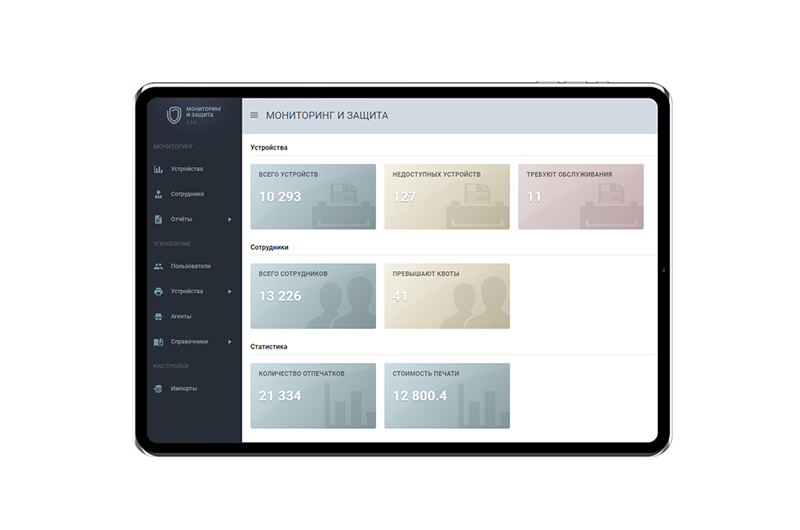 МОНИТОРИНГ
И ЗАЩИТА
МОНИТОРИНГ
Устройства
Сотрудники
Отчёты
УПРАВЛЕНИЕ
Пользователи
Устройства
Агенты
Справочники
НАСТРОЙКИ
Импорты
МОНИТОРИНГ И ЗАЩИТА
Устройства
ВСЕГО УСТРОЙСТВ
10 293
НЕДОСТУПНЫХ УСТРОЙСТВ
127
ТРЕБУЮТ ОБСЛУЖИВАНИЯ
11
Сотрудники
ВСЕГО СОТРУДНИКОВ
13 226
ПРЕВЫШАЮТ КВОТЫ
41
Статистика
КОЛИЧЕСТВО ОТПЕЧАТКОВ
21 334
СТОИМОСТЬ ПЕЧАТИ
12 800.4